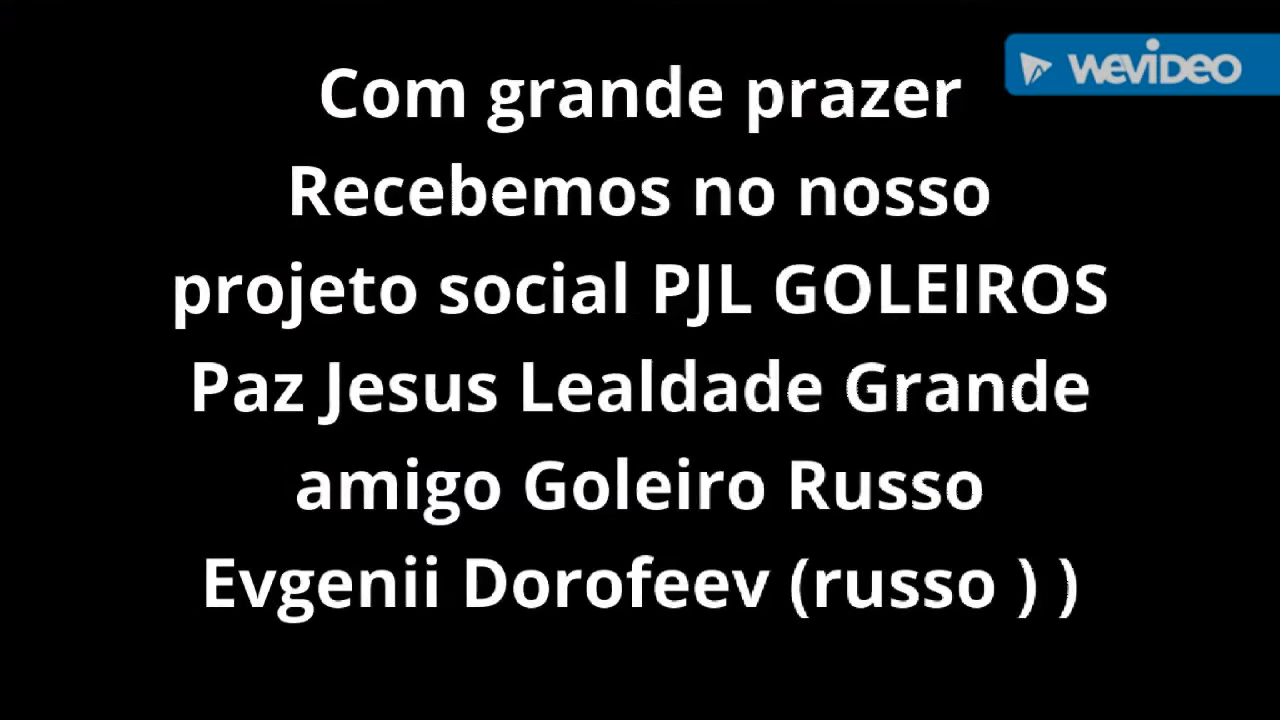 WEVIDEO
Com grande prazer
Recebemos no nosso
projeto social PJL GOLEIROS
Paz Jesus Lealdade Grande
amigo Goleiro Russo
Evgenii Dorofeev (russo ) )